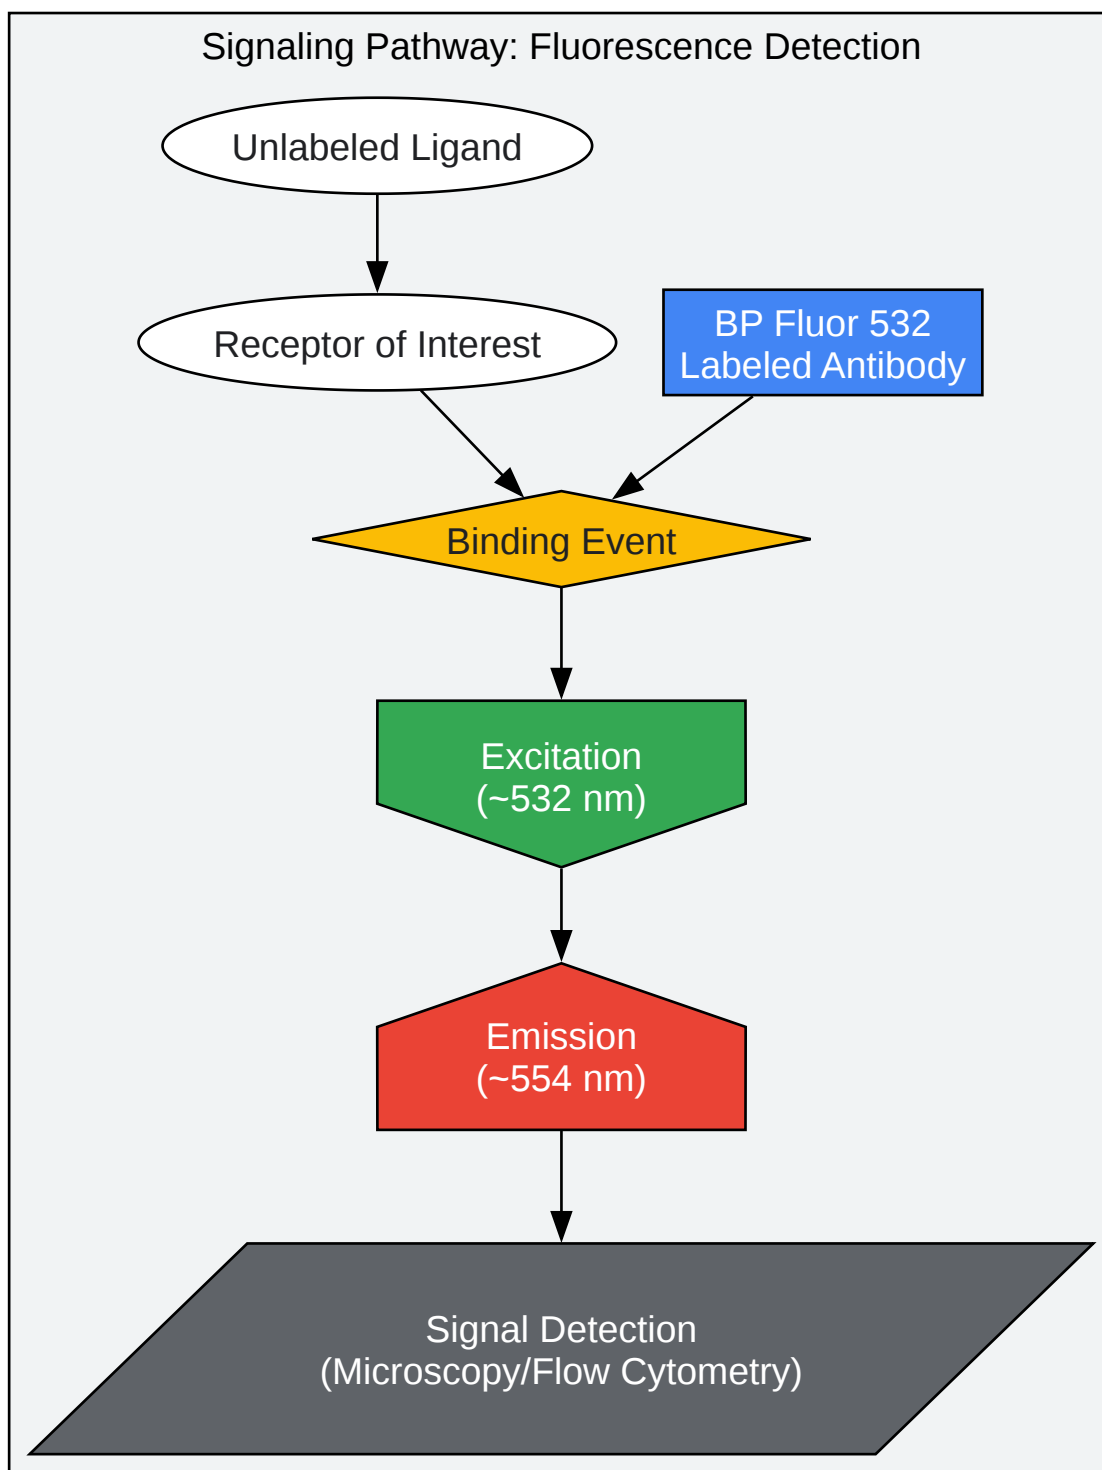 Signaling Pathway: Fluorescence Detection
Unlabeled Ligand
Receptor of Interest
BP Fluor 532
Labeled Antibody
Binding Event
Excitation
(~532 nm)
Emission
(~554 nm)
Signal Detection
(Microscopy/Flow Cytometry)